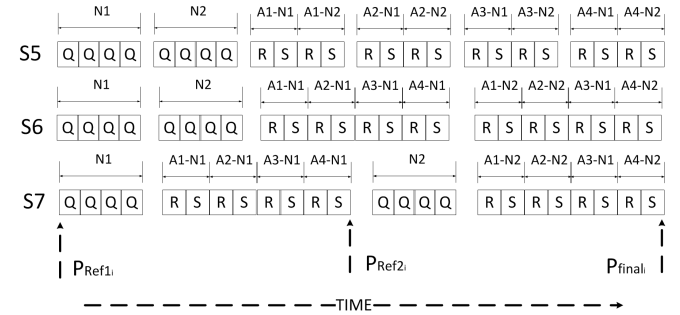 N1 N2 A1-N1 A1-N2 A2-N1 A2-N2 A3-N1 A3-N2 A4-N1 A4-N2
S5 Q Q Q Q Q Q Q Q R S R S R S R S R S R S R S R S
N1 N2 A1-N1 A2-N1 A3-N1 A4-N1 A1-N2 A2-N2 A3-N1 A4-N2
S6 Q Q Q Q Q Q Q Q R S R S R S R S R S R S R S R S
N1 A1-N1 A2-N1 A3-N1 A4-N1 N2 A1-N2 A2-N2 A3-N1 A4-N2
S7 Q Q Q Q R S R S R S R S Q Q Q Q R S R S R S R S
PRef1i PRef2i Pfinali
TIME